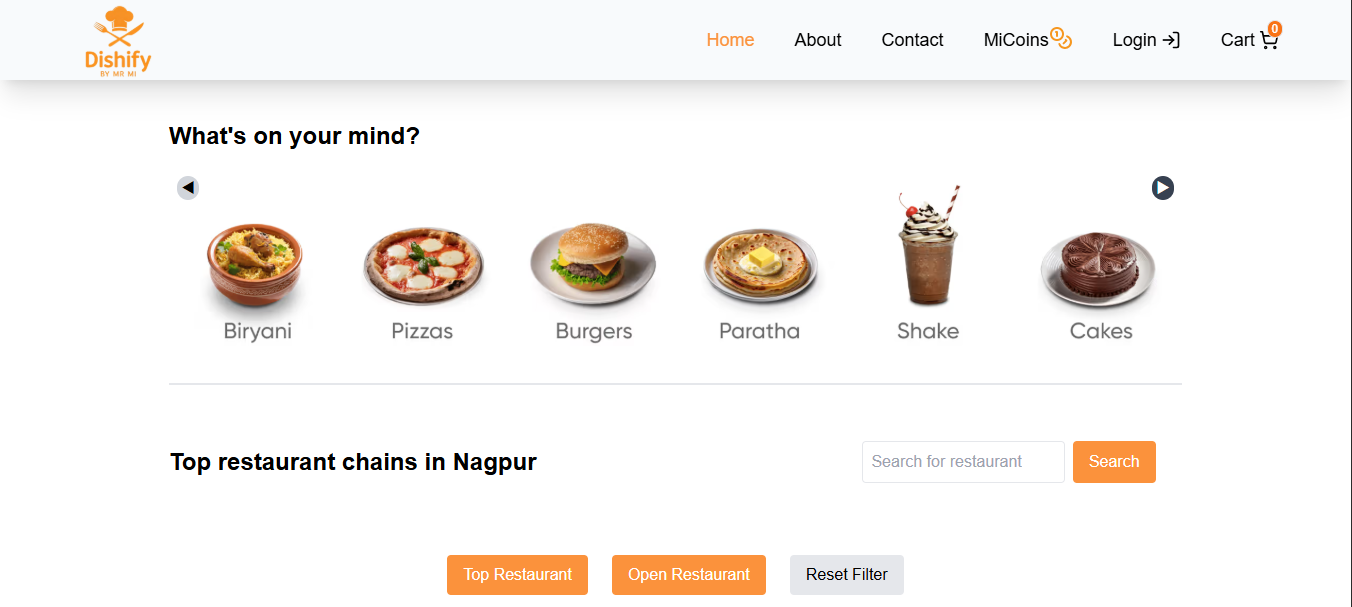 Dishify
BY MR MI
Home
About
Contact
MiCoins
Login
Cart
0
What's on your mind?
Biryani
Pizzas
Burgers
Paratha
Shake
Cakes
Top restaurant chains in Nagpur
Search for restaurant
Search
Top Restaurant
Open Restaurant
Reset Filter